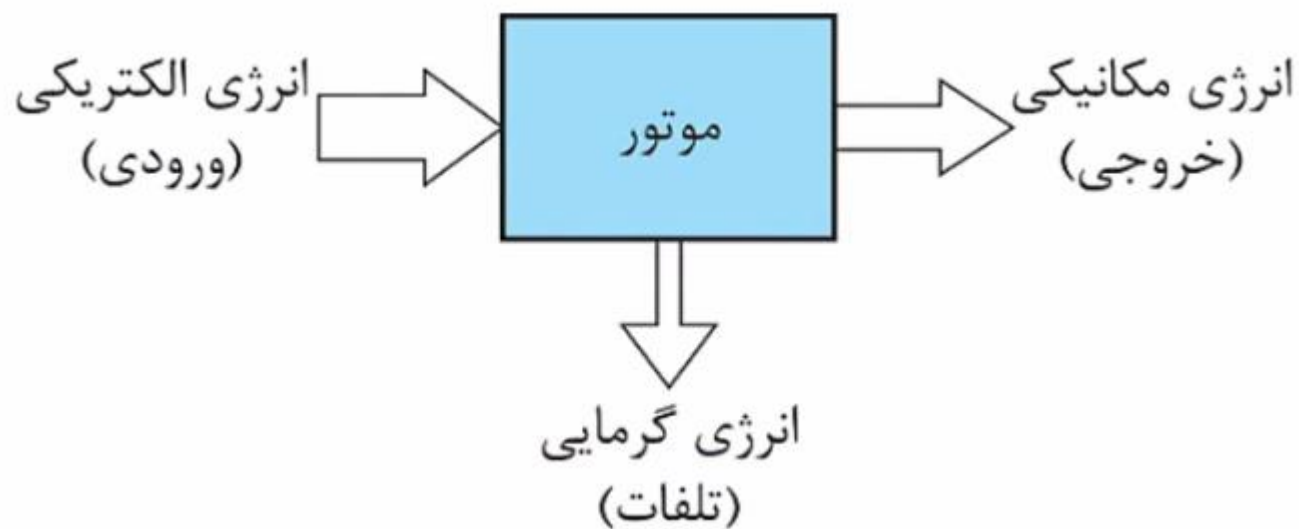 انرژی الکتریکی
(ورودی)
موتور
انرژی مکانیکی
(خروجی)
انرژی گرمایی
(تلفات)